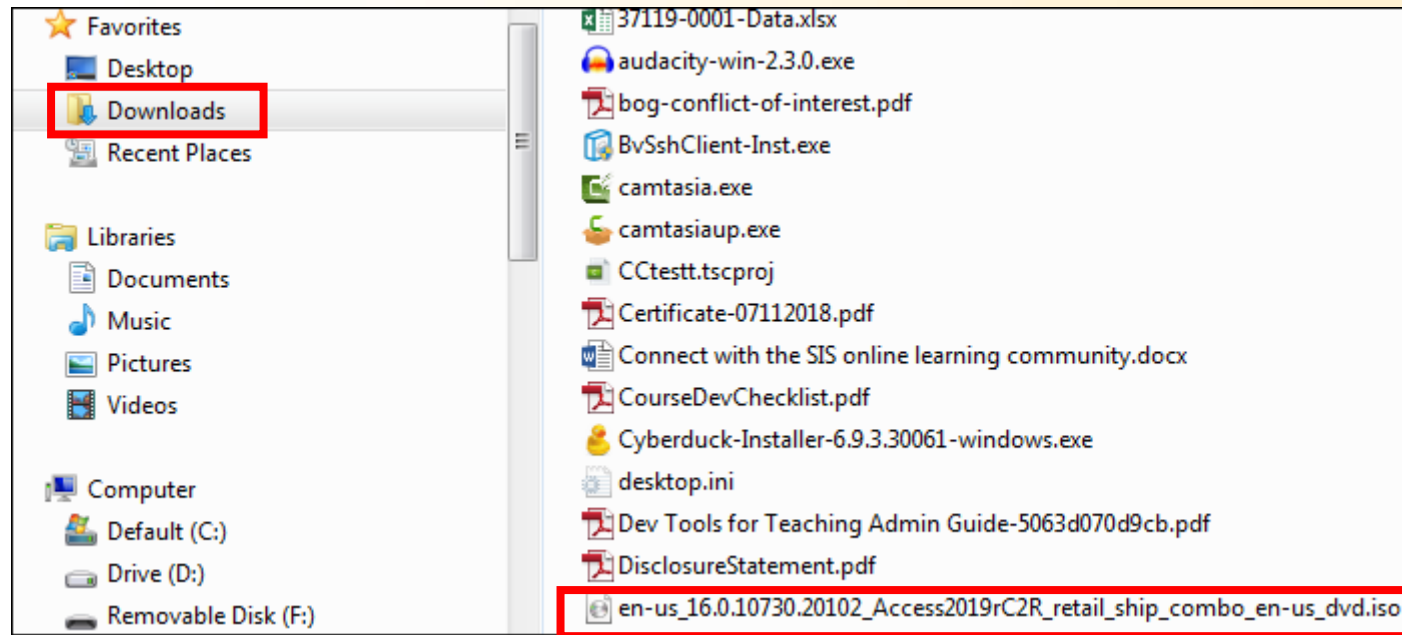 Favorites
Desktop
Downloads
Recent Places
Libraries
Documents
Music
Pictures
Videos
Computer
Default (C:)
Drive (D:)
Removable Disk (F:)
37119-0001-Data.xlsx
audacity-win-2.3.0.exe
bog-conflict-of-interest.pdf
BvSshClient-Inst.exe
camtasia.exe
camtasiaup.exe
CCtestt.tscproj
Certificate-07112018.pdf
Connect with the SIS online learning community.docx
CourseDevChecklist.pdf
Cyberduck-Installer-6.9.3.30061-windows.exe
desktop.ini
Dev Tools for Teaching Admin Guide-5063d070d9cb.pdf
DisclosureStatement.pdf
en-us_16.0.10730.20102_Access2019rC2R_retail_ship_combo_en-us_dvd.iso